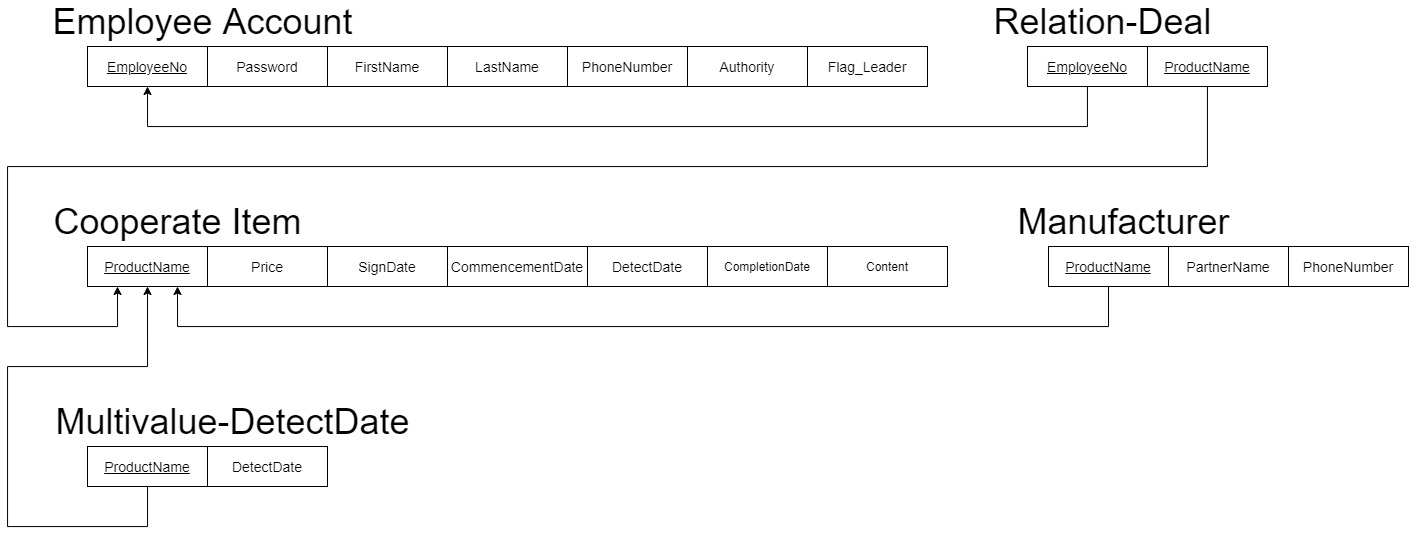 Employee Account
EmployeeNo Password FirstName LastName PhoneNumber Authority Flag_Leader
Relation-Deal
EmployeeNo ProductName
Cooperate Item
ProductName Price SignDate CommencementDate DetectDate CompletionDate Content
Manufacturer
ProductName PartnerName PhoneNumber
Multivalue-DetectDate
ProductName DetectDate